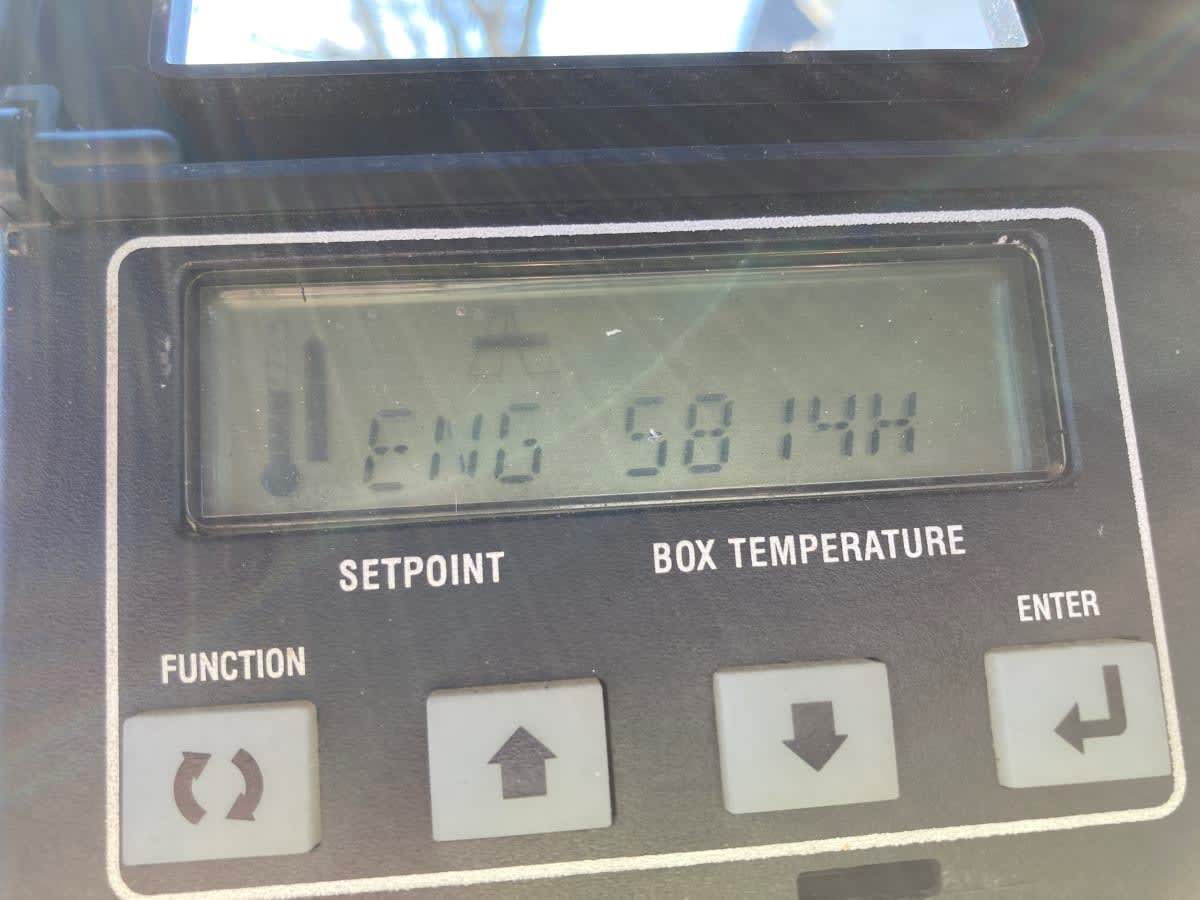 ENG 5814H
SETPOINT
BOX TEMPERATURE
ENTER
FUNCTION